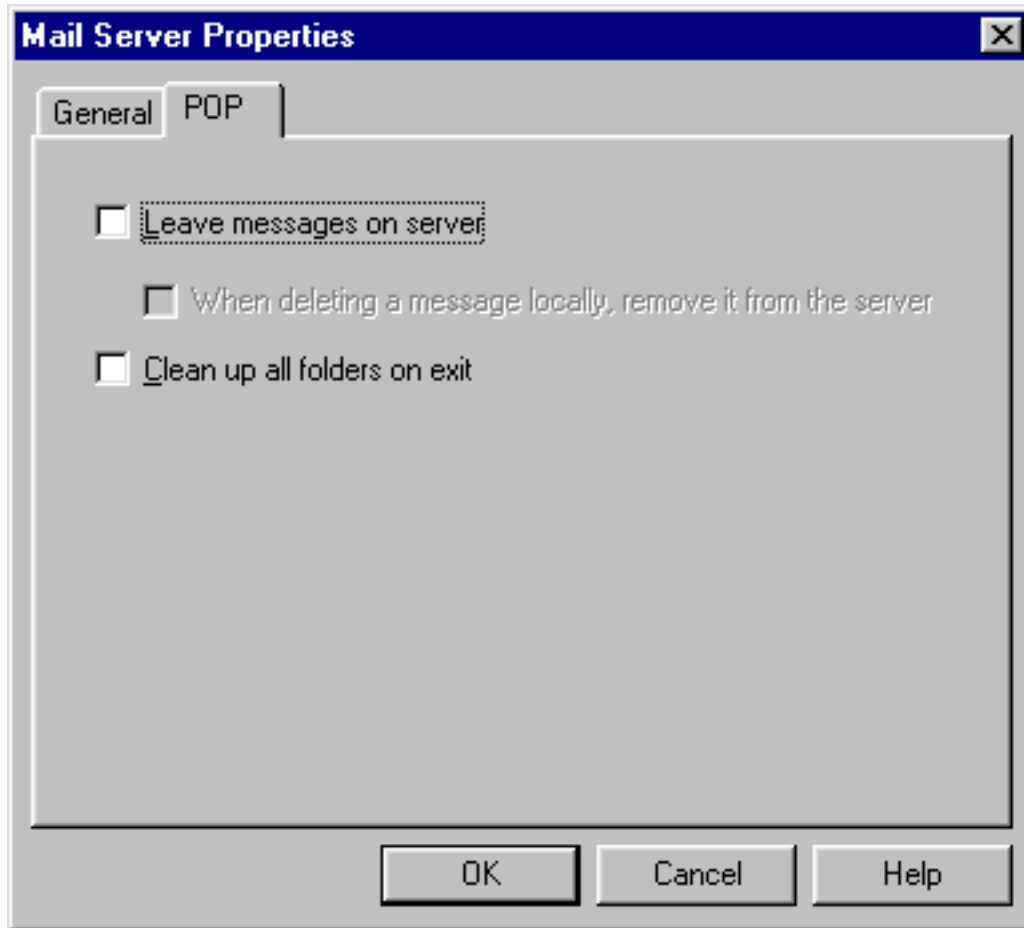 Mail Server Properties
General POP
Leave messages on server
When deleting a message locally, remove it from the server
Clean up all folders on exit
OK Cancel Help